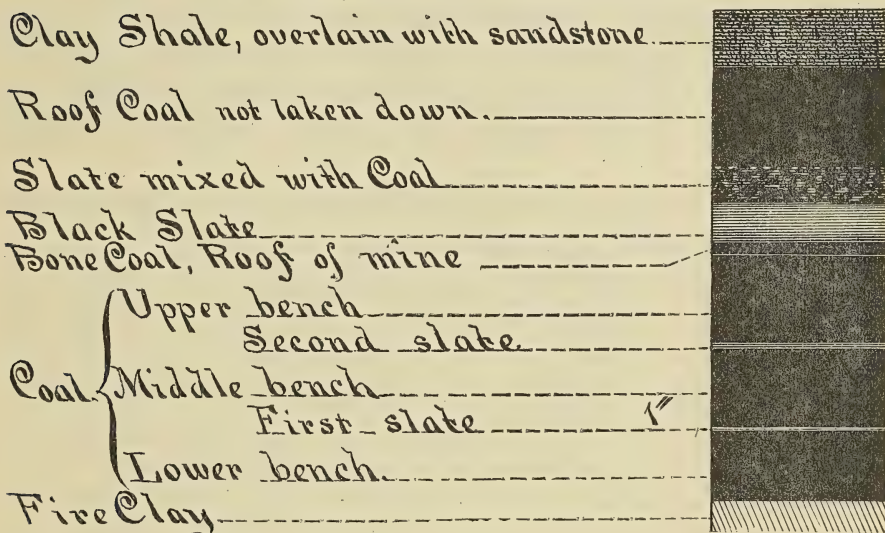 Clay Shale, overlain with sandstone
Roof Coal not taken down.
Slate mixed with Coal
Black Slate
Bone Coal, Roof of mine
Upper bench
Second slate
Coal. Middle bench
First slate 1"
Lower bench.
Fire Clay